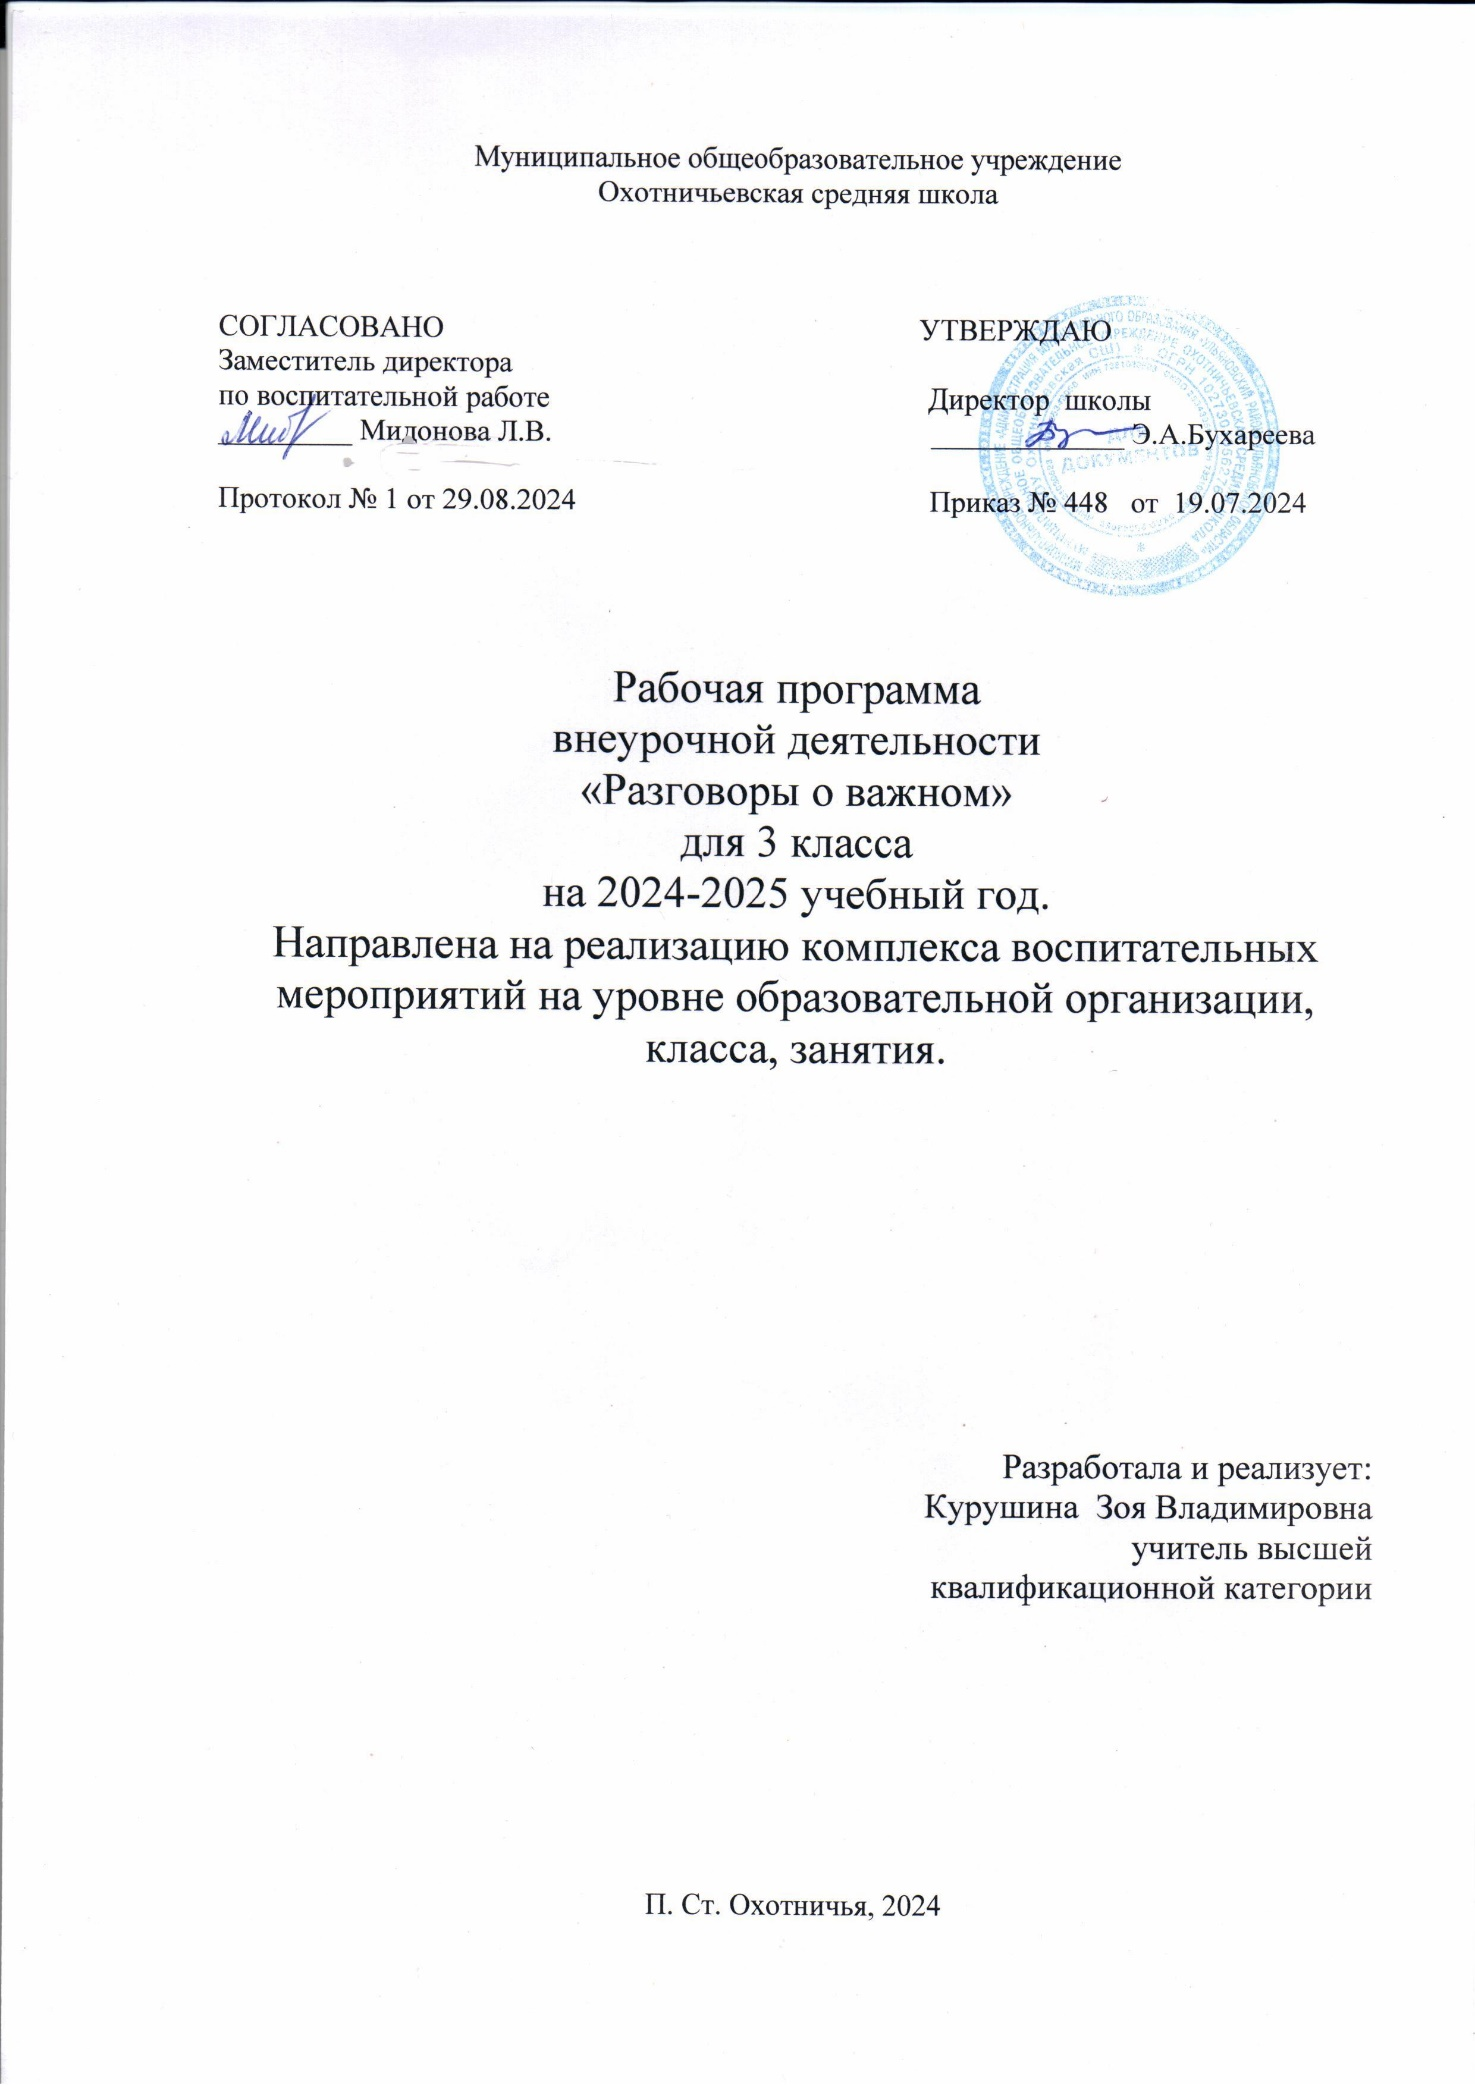 Муниципальное общеобразовательное учреждение
Охотничьевская средняя школа
СОГЛАСОВАНО
Заместитель директора
по воспитательной работе
_________ Мидонова Л.В.
Протокол № 1 от 29.08.2024
УТВЕРЖДАЮ
Директор школы
_____________ Э.А.Бухареева
Приказ № 448 от 19.07.2024
ДОКУМЕНТОВ
Рабочая программа
внеурочной деятельности
«Разговоры о важном»
для 3 класса
на 2024-2025 учебный год.
Направлена на реализацию комплекса воспитательных
мероприятий на уровне образовательной организации,
класса, занятия.
Разработала и реализует:
Курушина Зоя Владимировна
учитель высшей
квалификационной категории
П. Ст. Охотничья, 2024